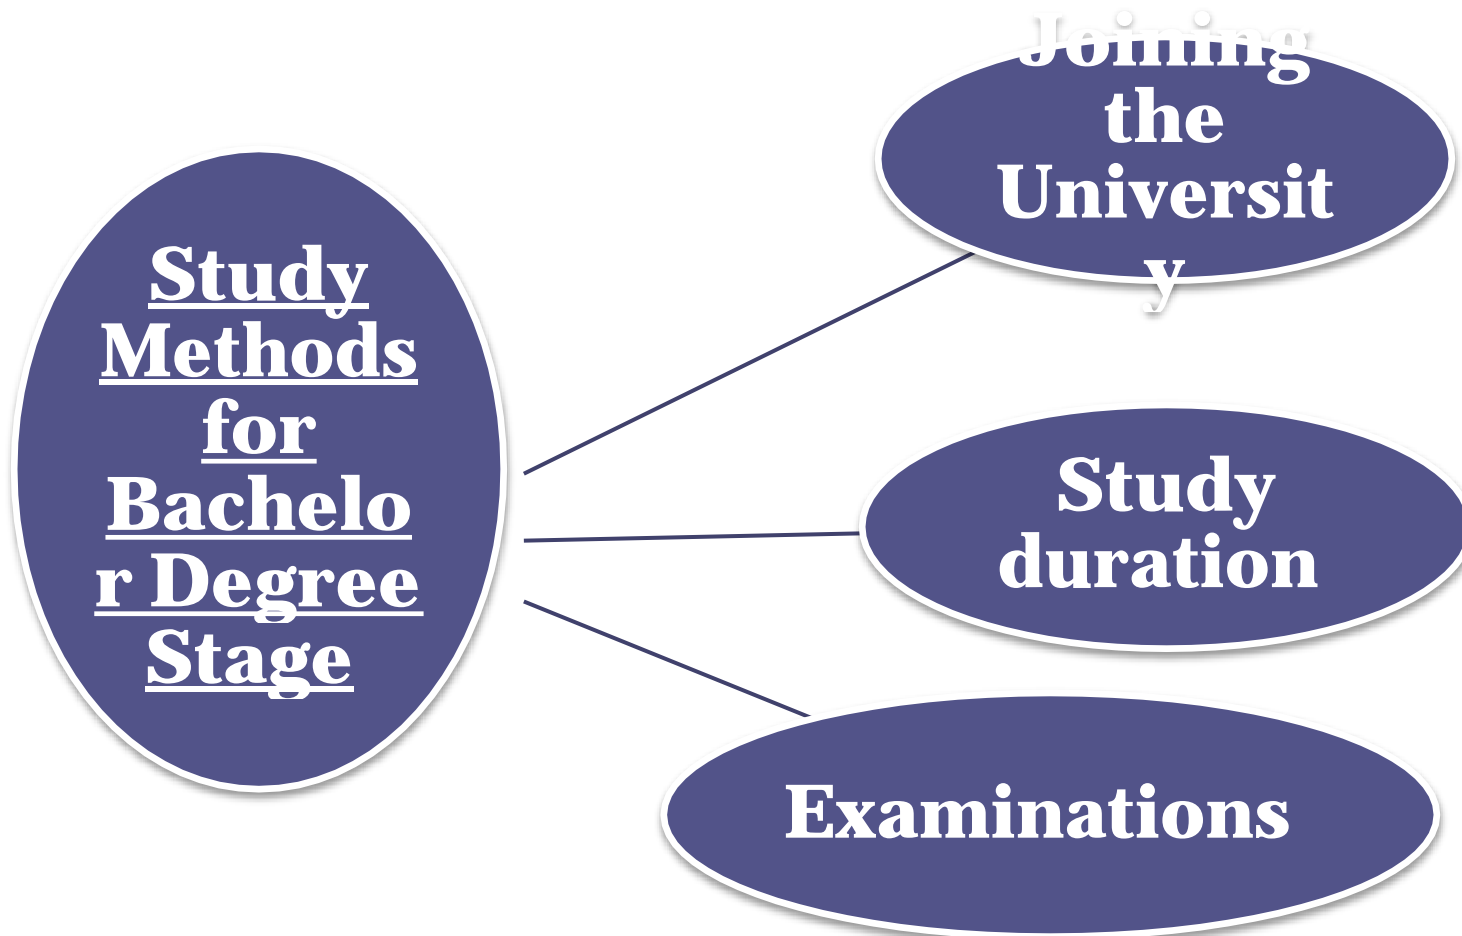 Study
Methods
for
Bachelo
r Degree
Stage
Joining
the
Universit
y
Study
duration
Examinations